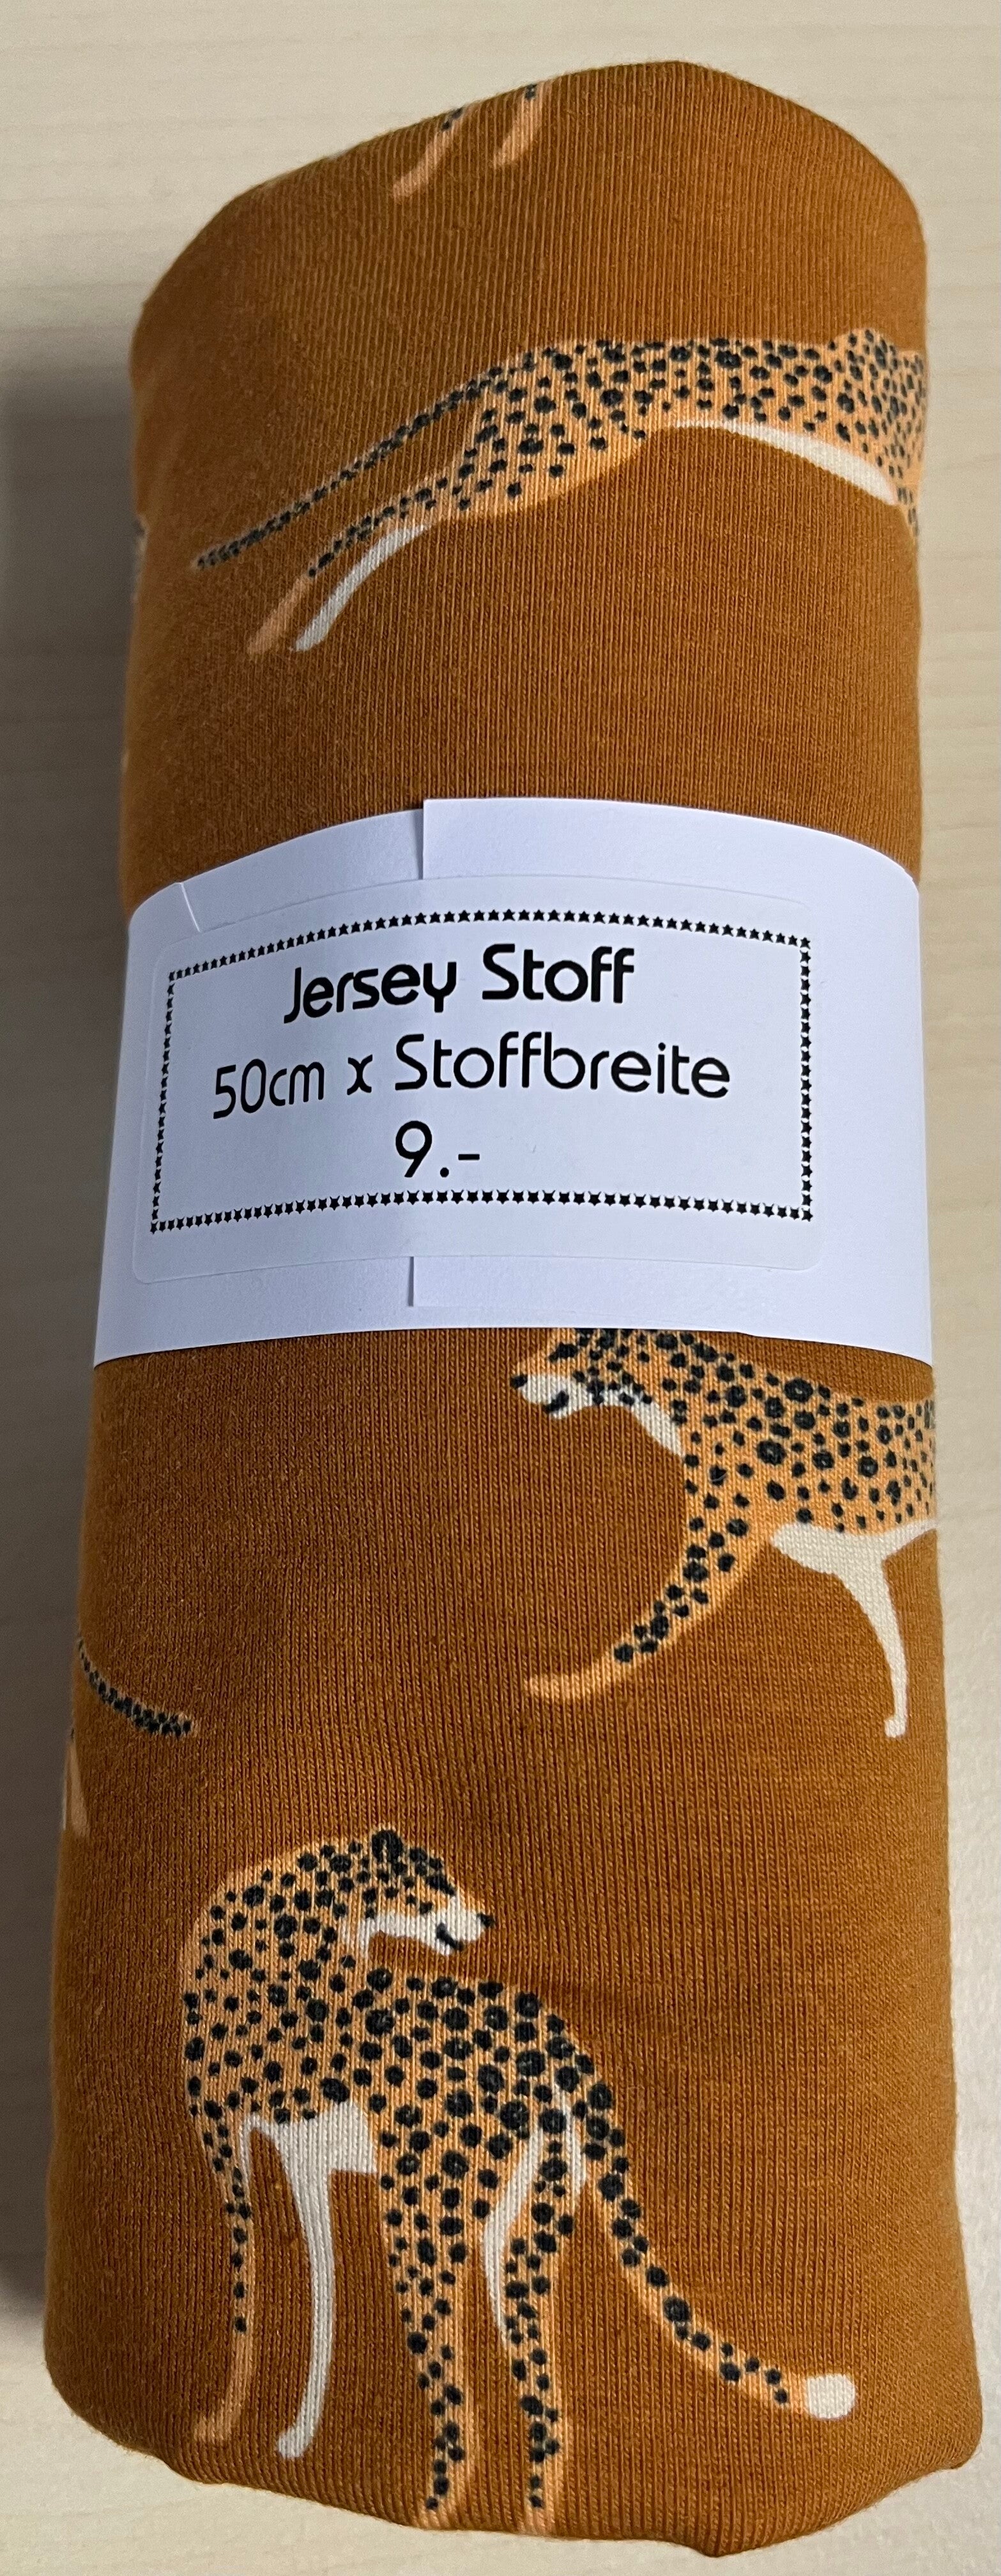 Jersey Stoff
50cm x Stoffbreite
9.-